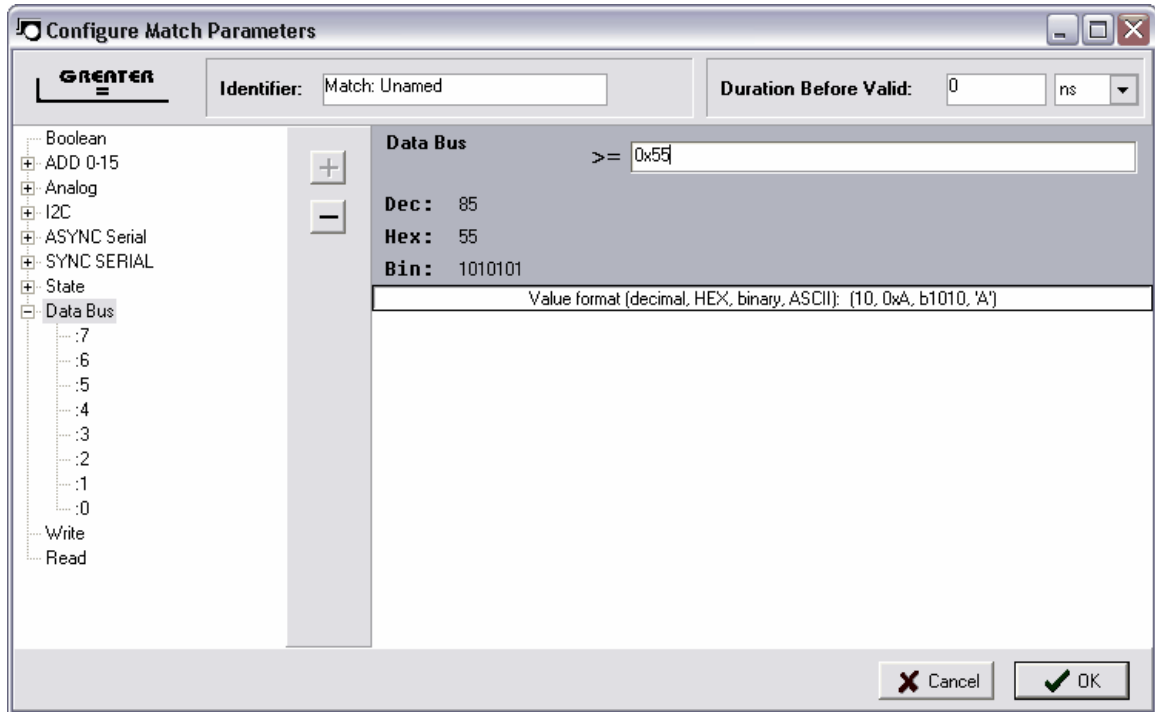 Configure Match Parameters
GREATER
=
Identifier: Match: Unnamed
Duration Before Valid: 0 ns
Boolean
ADD 0-15
Analog
I2C
ASYNC Serial
SYNC SERIAL
State
Data Bus
:7
:6
:5
:4
:3
:2
:1
:0
Write
Read
Data Bus >= 0x55
Dec: 85
Hex: 55
Bin: 1010101
Value format (decimal, HEX, binary, ASCII): (10, 0xA, b1010, 'A')
Cancel OK